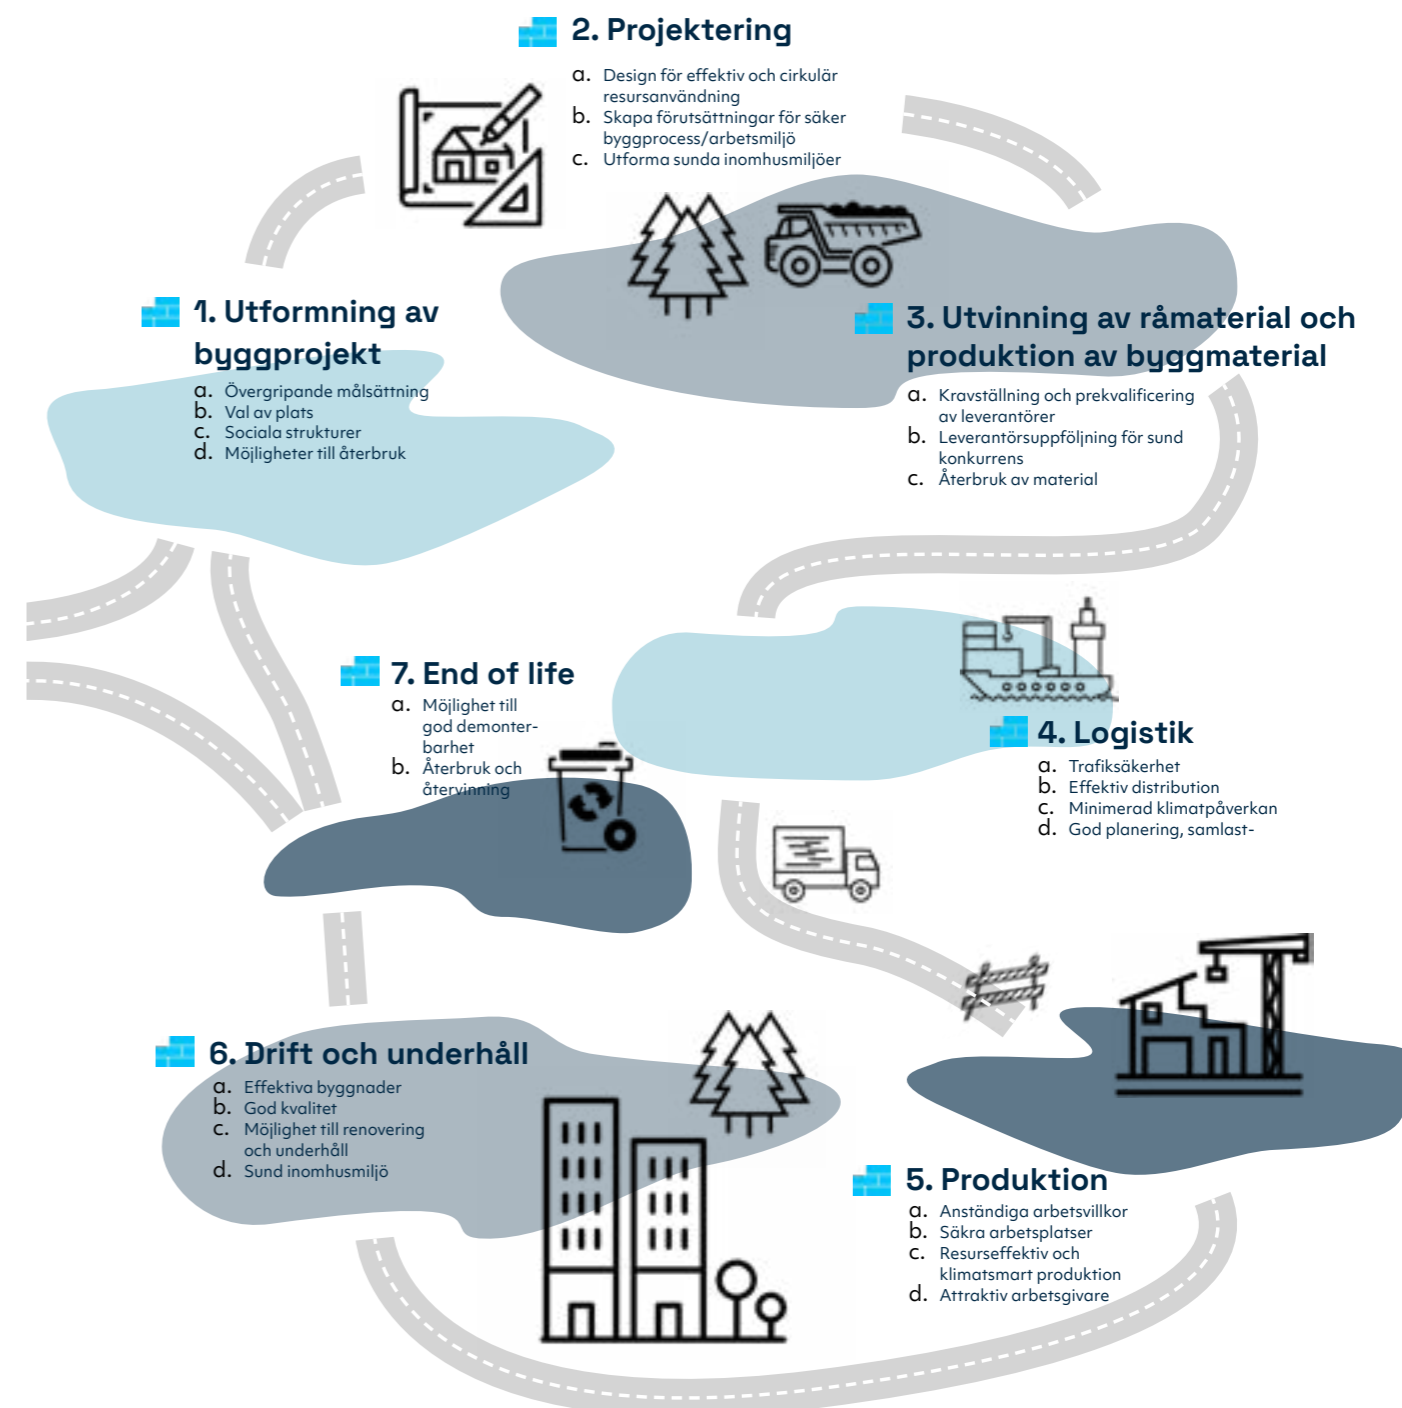 2. Projektering
a. Design för effektiv och cirkulär
resursanvändning
b. Skapa förutsättningar för säker
byggprocess/arbetsmiljö
c. Utforma sunda inomhusmiljöer
1. Utformning av
byggprojekt
a. Övergripande målsättning
b. Val av plats
c. Sociala strukturer
d. Möjligheter till återbruk
3. Utvinning av råmaterial och
produktion av byggmaterial
a. Kravställning och prekvalificering
av leverantörer
b. Leverantörsuppföljning för sund
konkurrens
c. Återbruk av material
7. End of life
a. Möjlighet till
god demonter-
barhet
b. Återbruk och
återvinning
4. Logistik
a. Trafiksäkerhet
b. Effektiv distribution
c. Minimerad klimatpåverkan
d. God planering, samlast-
6. Drift och underhåll
a. Effektiva byggnader
b. God kvalitet
c. Möjlighet till renovering
och underhåll
d. Sund inomhusmiljö
5. Produktion
a. Anständiga arbetsvillkor
b. Säkra arbetsplatser
c. Resurseffektiv och
klimatsmart produktion
d. Attraktiv arbetsgivare